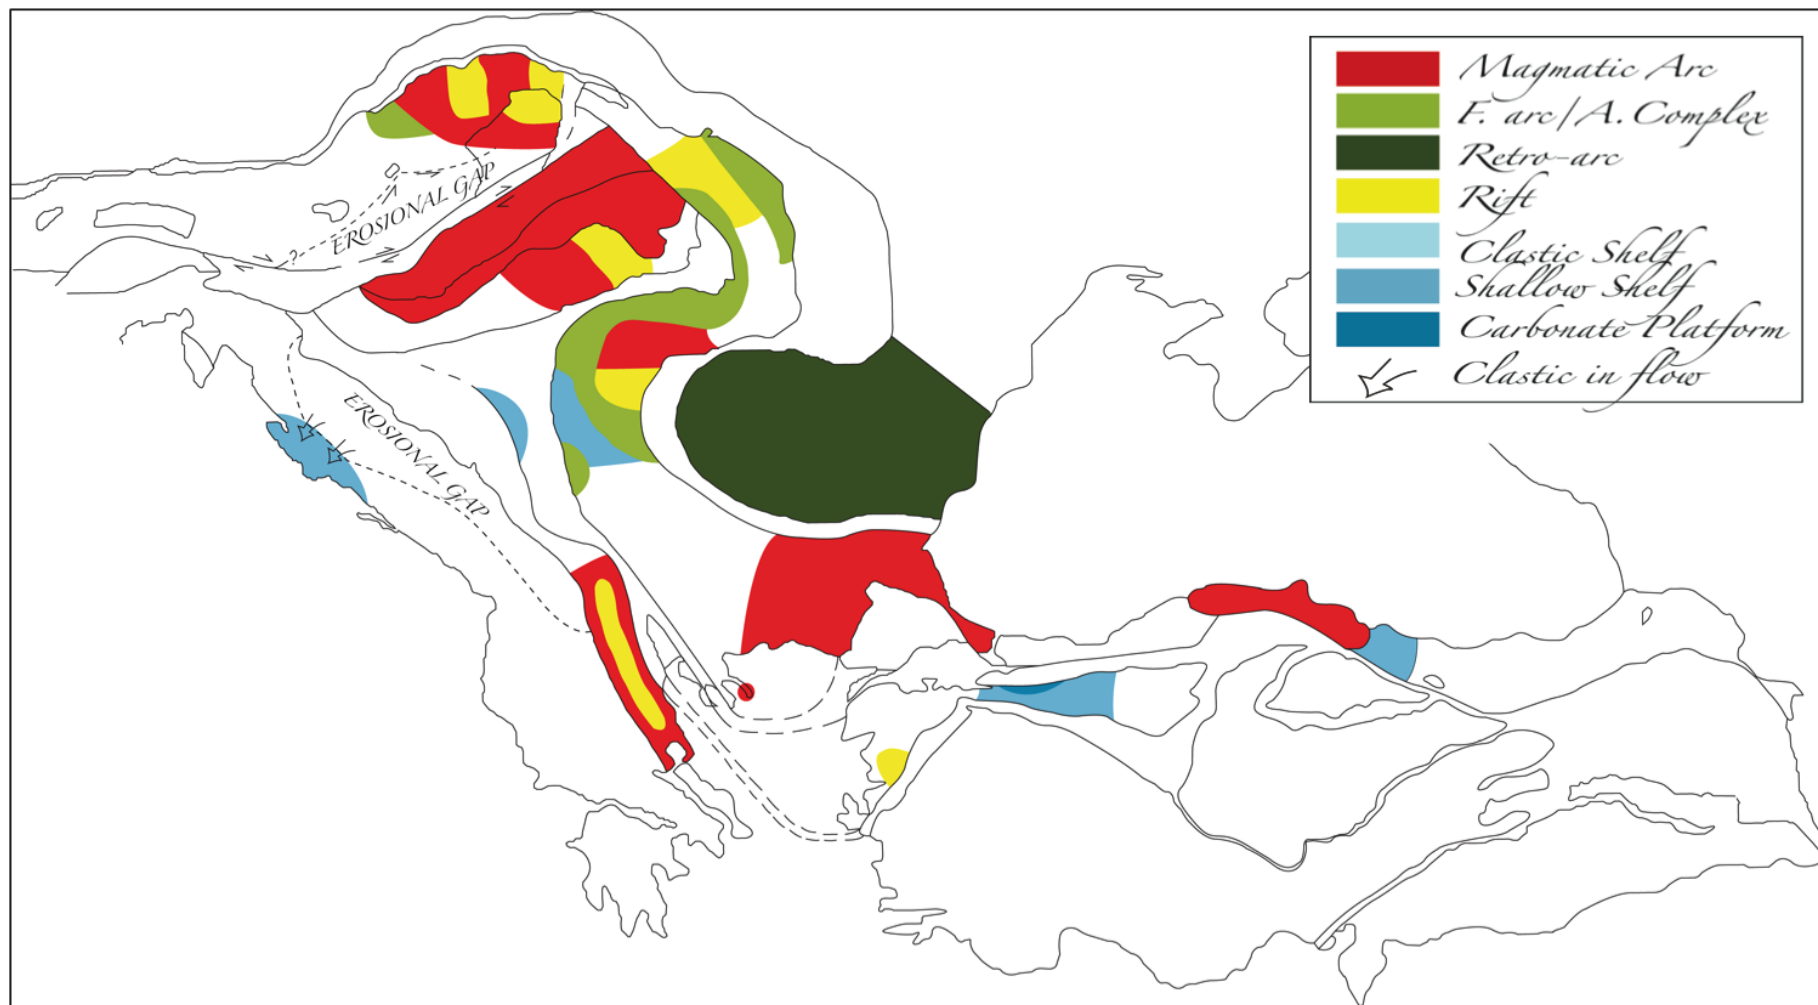 Magmatic Arc
F. arc/A. Complex
Retro-arc
Rift
Clastic Shelf
Shallow Shelf
Carbonate Platform
Clastic in flow
EROSIONAL GAP
?
EROSIONAL GAP